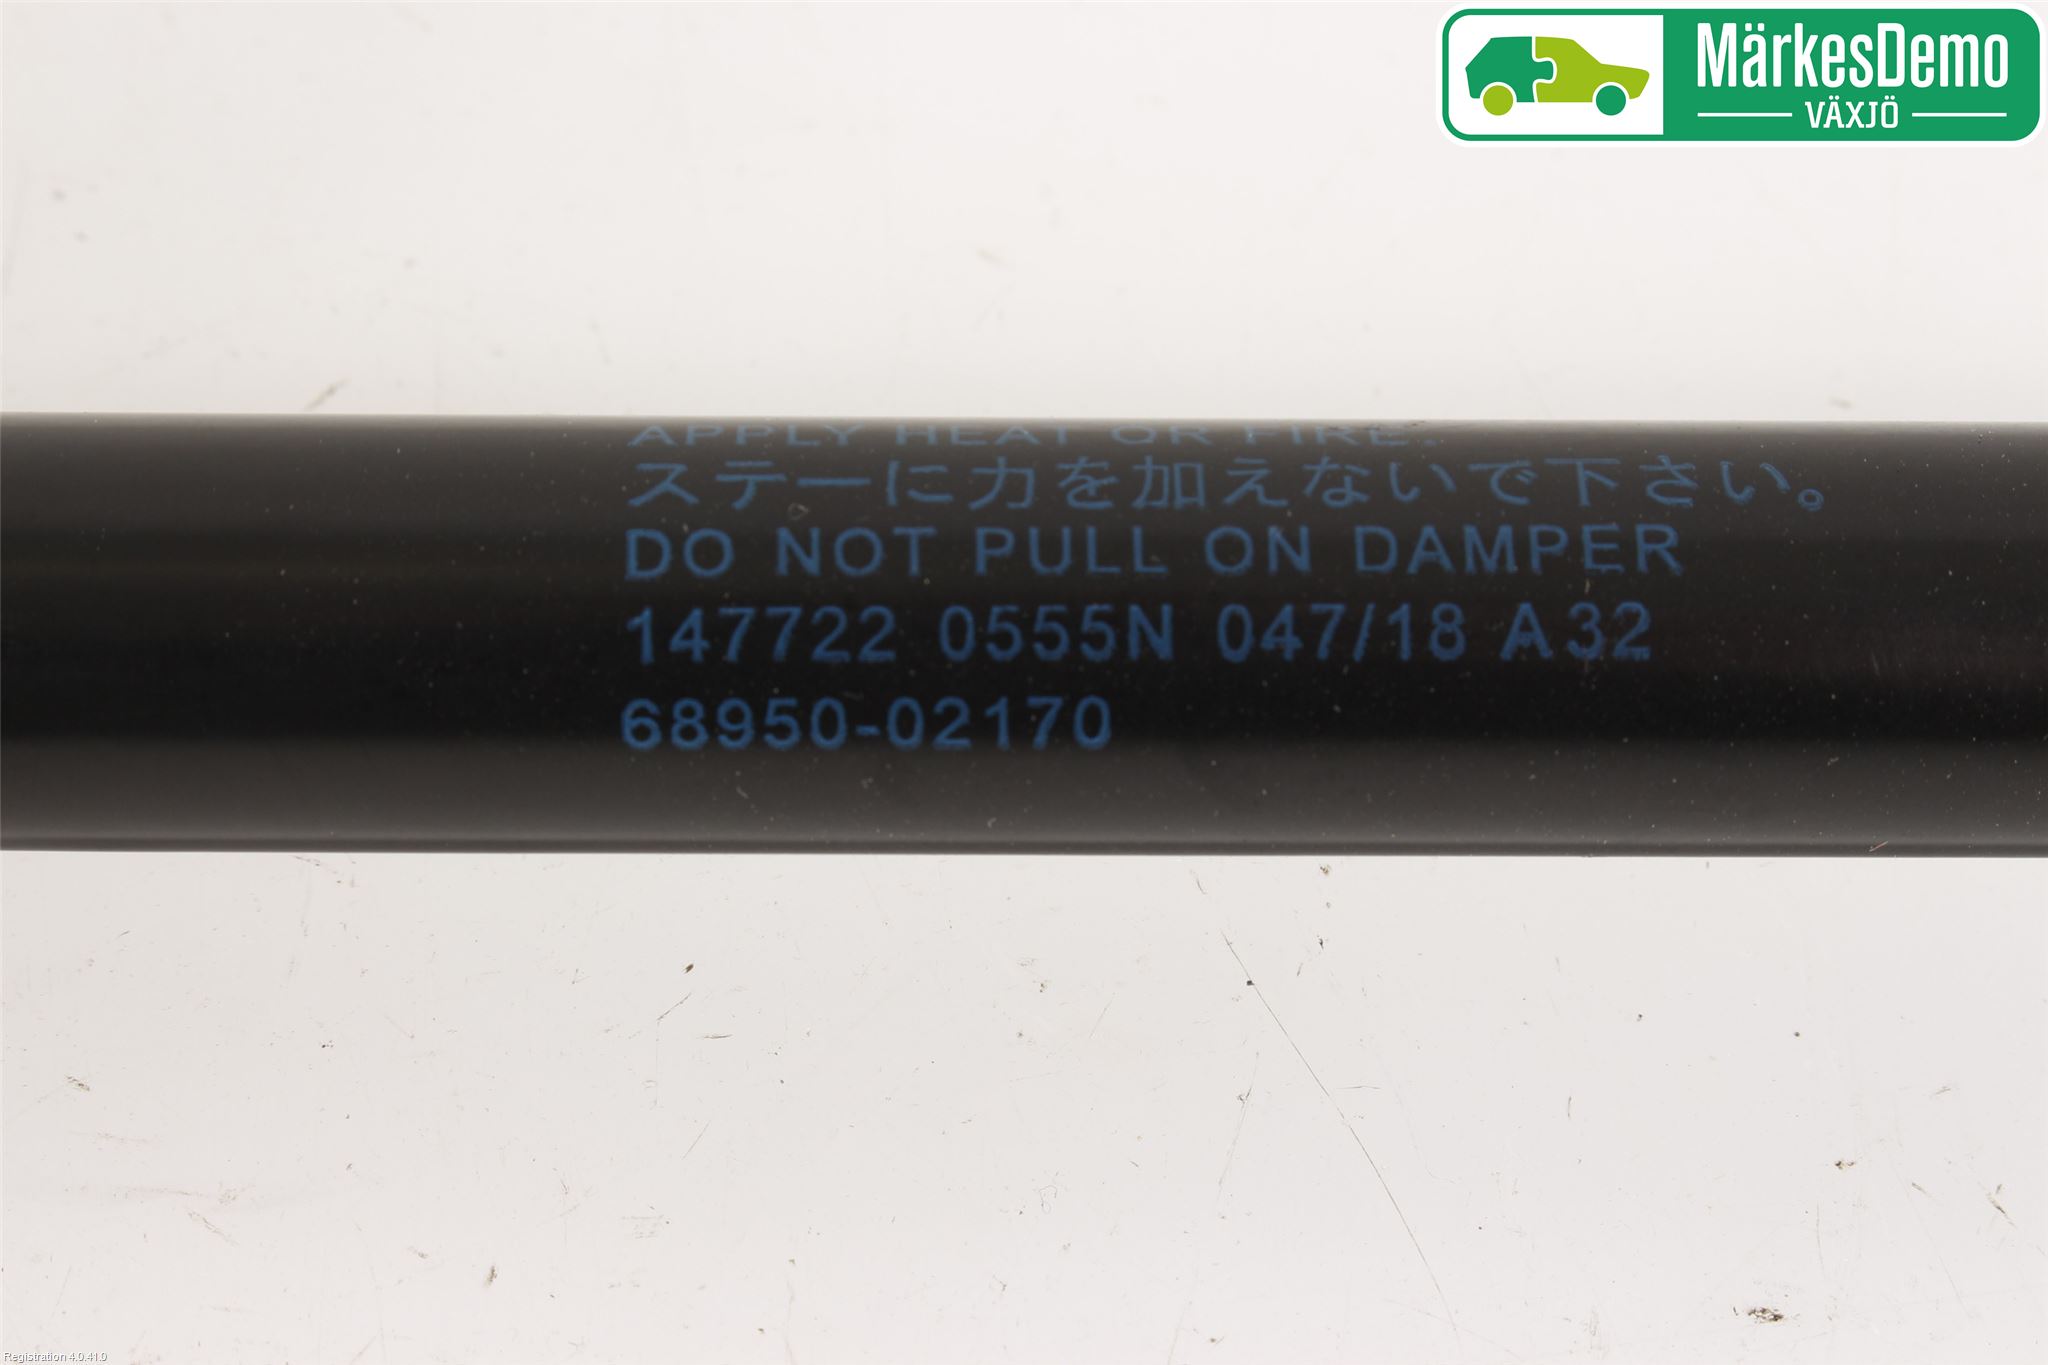 MärkesDemo
VÄXJÖ
APPLY HEAT OR FIRE.
ステーに力を加えないで下さい。
DO NOT PULL ON DAMPER
147722 0555N 047/18 A32
68950-02170
Registration 4.0.41.0